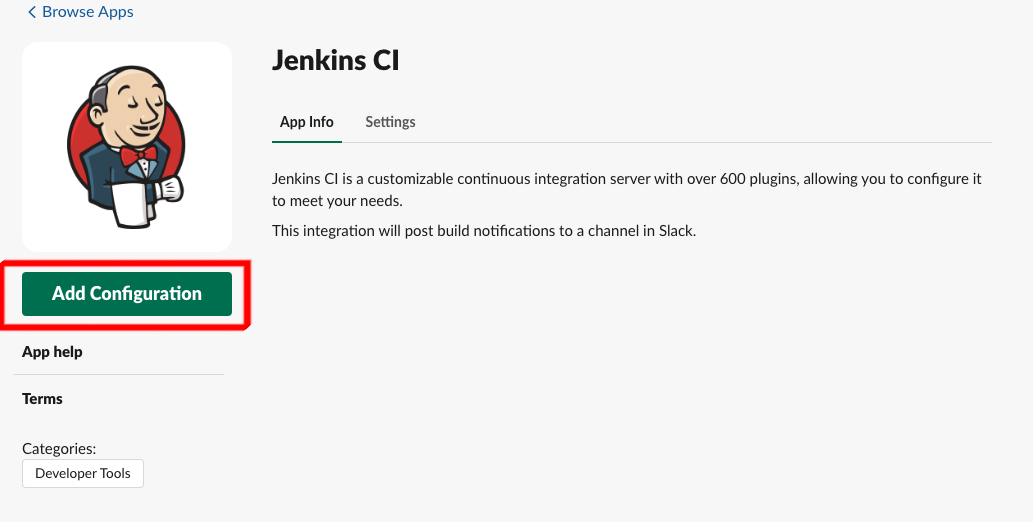 Browse Apps
Jenkins CI
App Info
Settings
Jenkins CI is a customizable continuous integration server with over 600 plugins, allowing you to configure it
to meet your needs.
This integration will post build notifications to a channel in Slack.
Add Configuration
App help
Terms
Categories:
Developer Tools